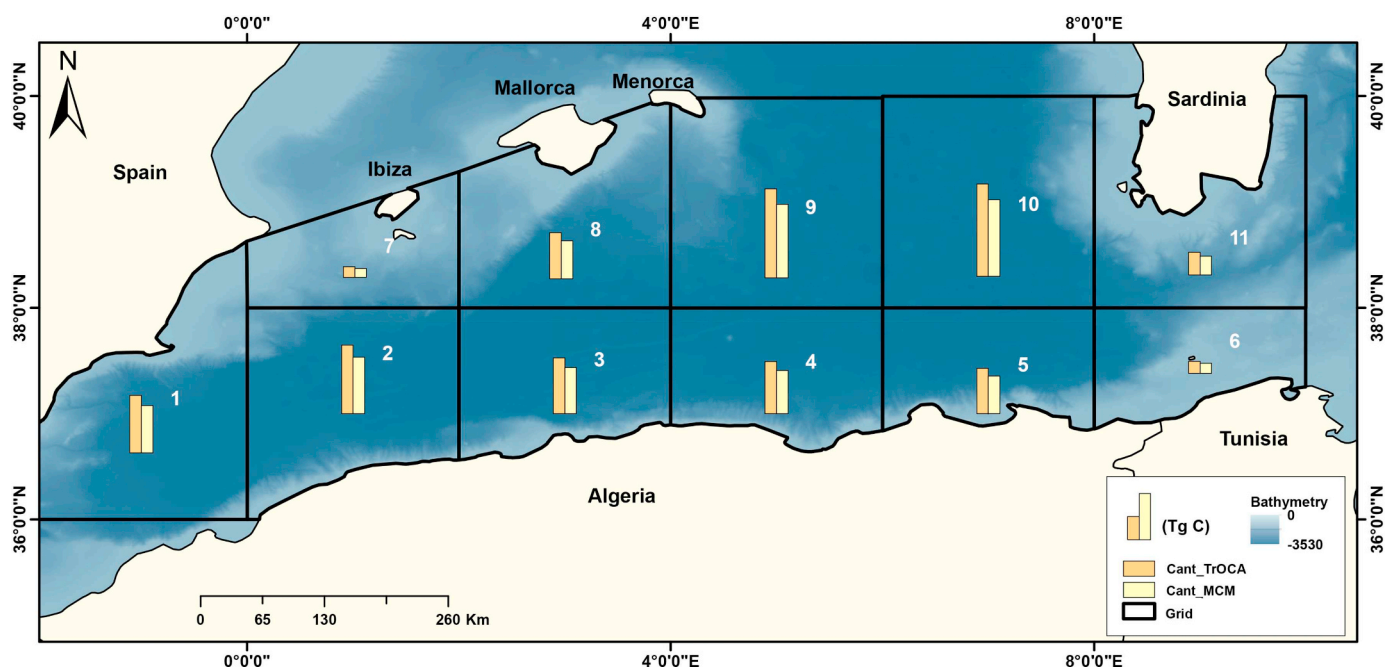 0°0'0" 4°0'0"E 8°0'0"E
N
40°0'0"N 40°0'0"N
Menorca
Mallorca
Sardinia
Spain
Ibiza
9 10
8
7 11
38°0'0"N 38°0'0"N
2 3 4 5 6
1
Tunisia
Algeria
36°0'0"N 36°0'0"N
(Tg C)
Bathymetry
0
-3530
Cant_TrOCA
Cant_MCM
Grid
0 65 130 260 Km
0°0'0" 4°0'0"E 8°0'0"E